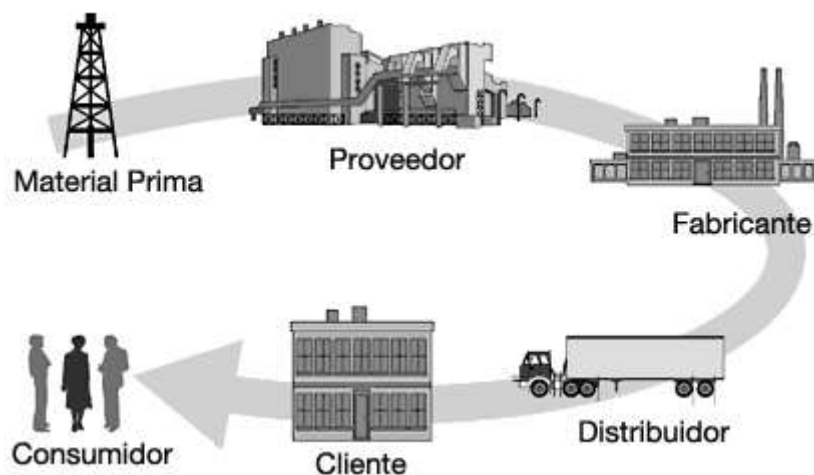 Material Prima
Proveedor
Fabricante
Distribuidor
Cliente
Consumidor